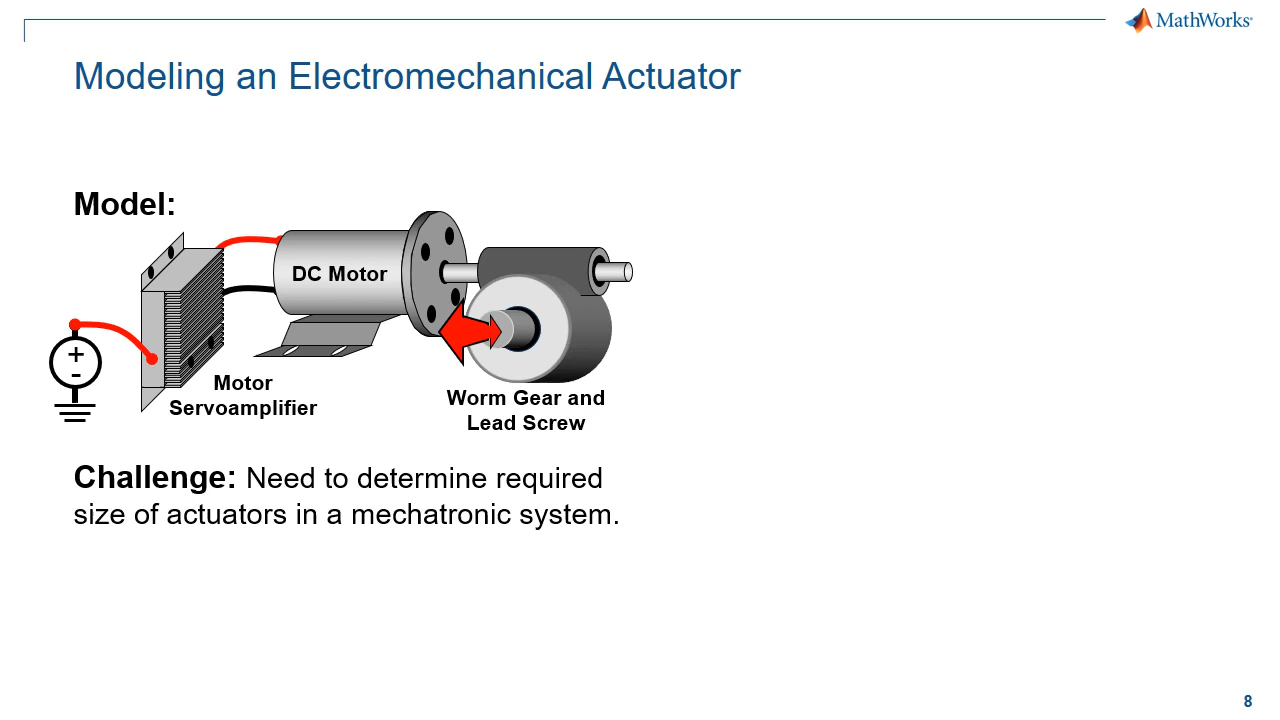 MathWorks®
Modeling an Electromechanical Actuator
Model:
DC Motor
+
-
Motor
Servoamplifier
Worm Gear and
Lead Screw
Challenge: Need to determine required
size of actuators in a mechatronic system.
8